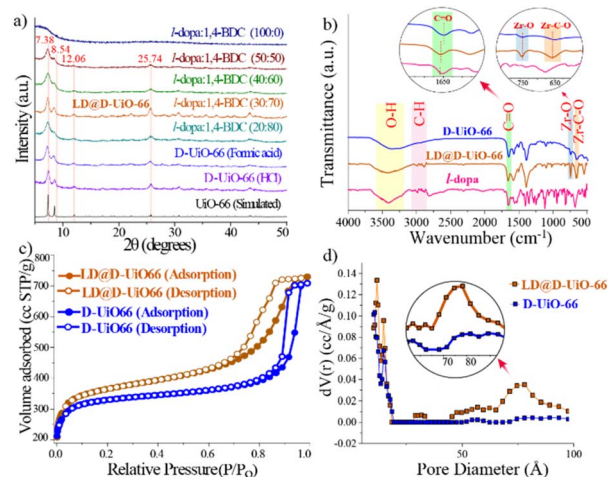 a)
7.38
8.54
12.06
25.74
l-dopa:1,4-BDC (100:0)
l-dopa:1,4-BDC (50:50)
l-dopa:1,4-BDC (40:60)
LD@D-UiO-66
l-dopa:1,4-BDC (30:70)
l-dopa:1,4-BDC (20:80)
D-UiO-66 (Formic acid)
D-UiO-66 (HCl)
UiO-66 (Simulated)
Intensity (a.u.)
5 10 20 30 40 50
2θ (degrees)
b)
C=O
1650
Zr-O
Zr-C-O
750
650
O-H
C-H
C=O
Zr-O
Zr-C-O
D-UiO-66
LD@D-UiO-66
l-dopa
Transmittance (a.u.)
4000 3500 3000 2500 2000 1500 1000 500
Wavenumber (cm-1)
c)
LD@D-UiO66 (Adsorption)
LD@D-UiO66 (Desorption)
D-UiO66 (Adsorption)
D-UiO66 (Desorption)
Volume adsorbed (cc STP/g)
700
600
500
400
300
200
0.0 0.2 0.4 0.6 0.8 1.0
Relative Pressure(P/PO)
d)
LD@D-UiO-66
D-UiO-66
70 80
dV(r) (cc/Å/g)
0.14
0.12
0.10
0.08
0.06
0.04
0.02
0.00
-0.02
50 100
Pore Diameter (Å)